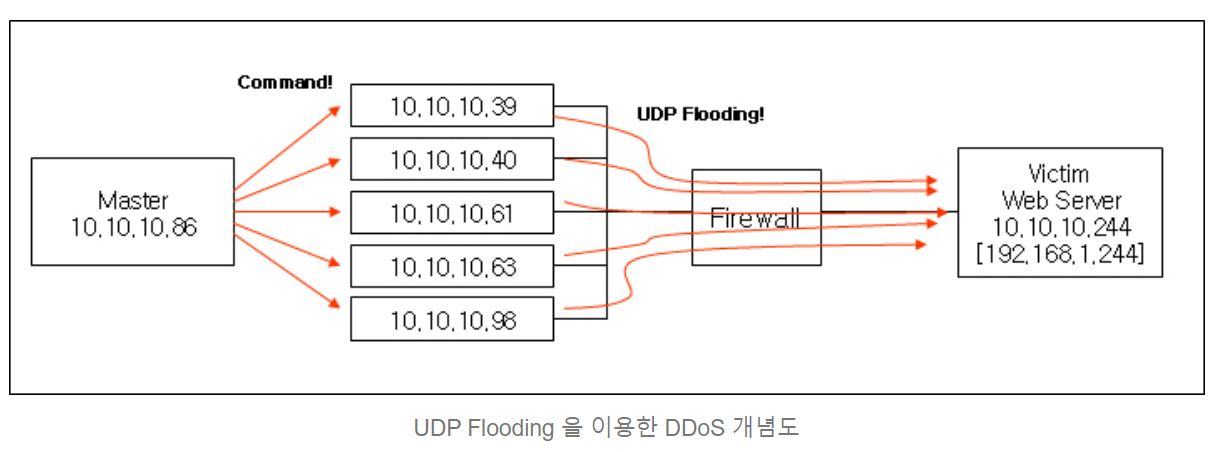 Command!
10,10,10,39
UDP Flooding!
10,10,10,40
Master
10,10,10,86
10,10,10,61
Firewall
Victim
Web Server
10,10,10,244
[192,168,1,244]
10,10,10,63
10,10,10,98
UDP Flooding 을 이용한 DDoS 개념도